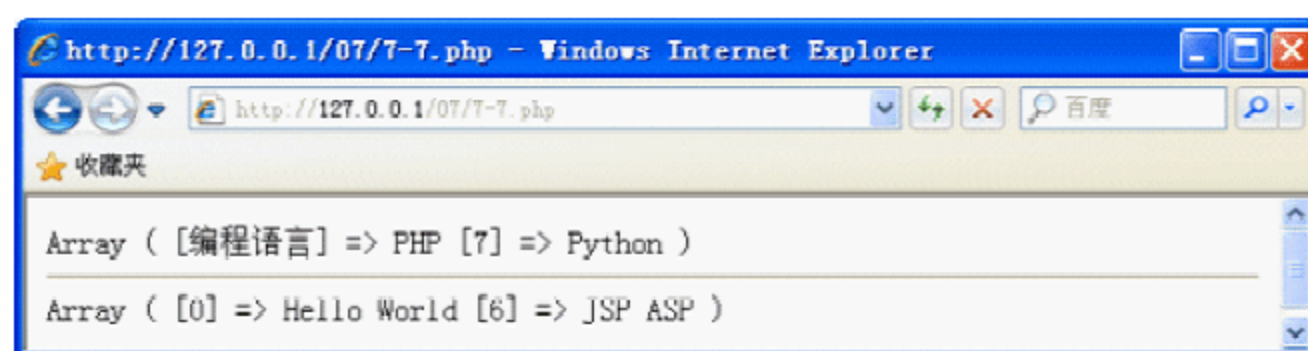 http://127.0.0.1/07/7-7.php - Windows Internet Explorer
http://127.0.0.1/07/7-7.php 百度
收藏夹
Array ( [编程语言] => PHP [7] => Python )
Array ( [0] => Hello World [6] => JSP ASP )